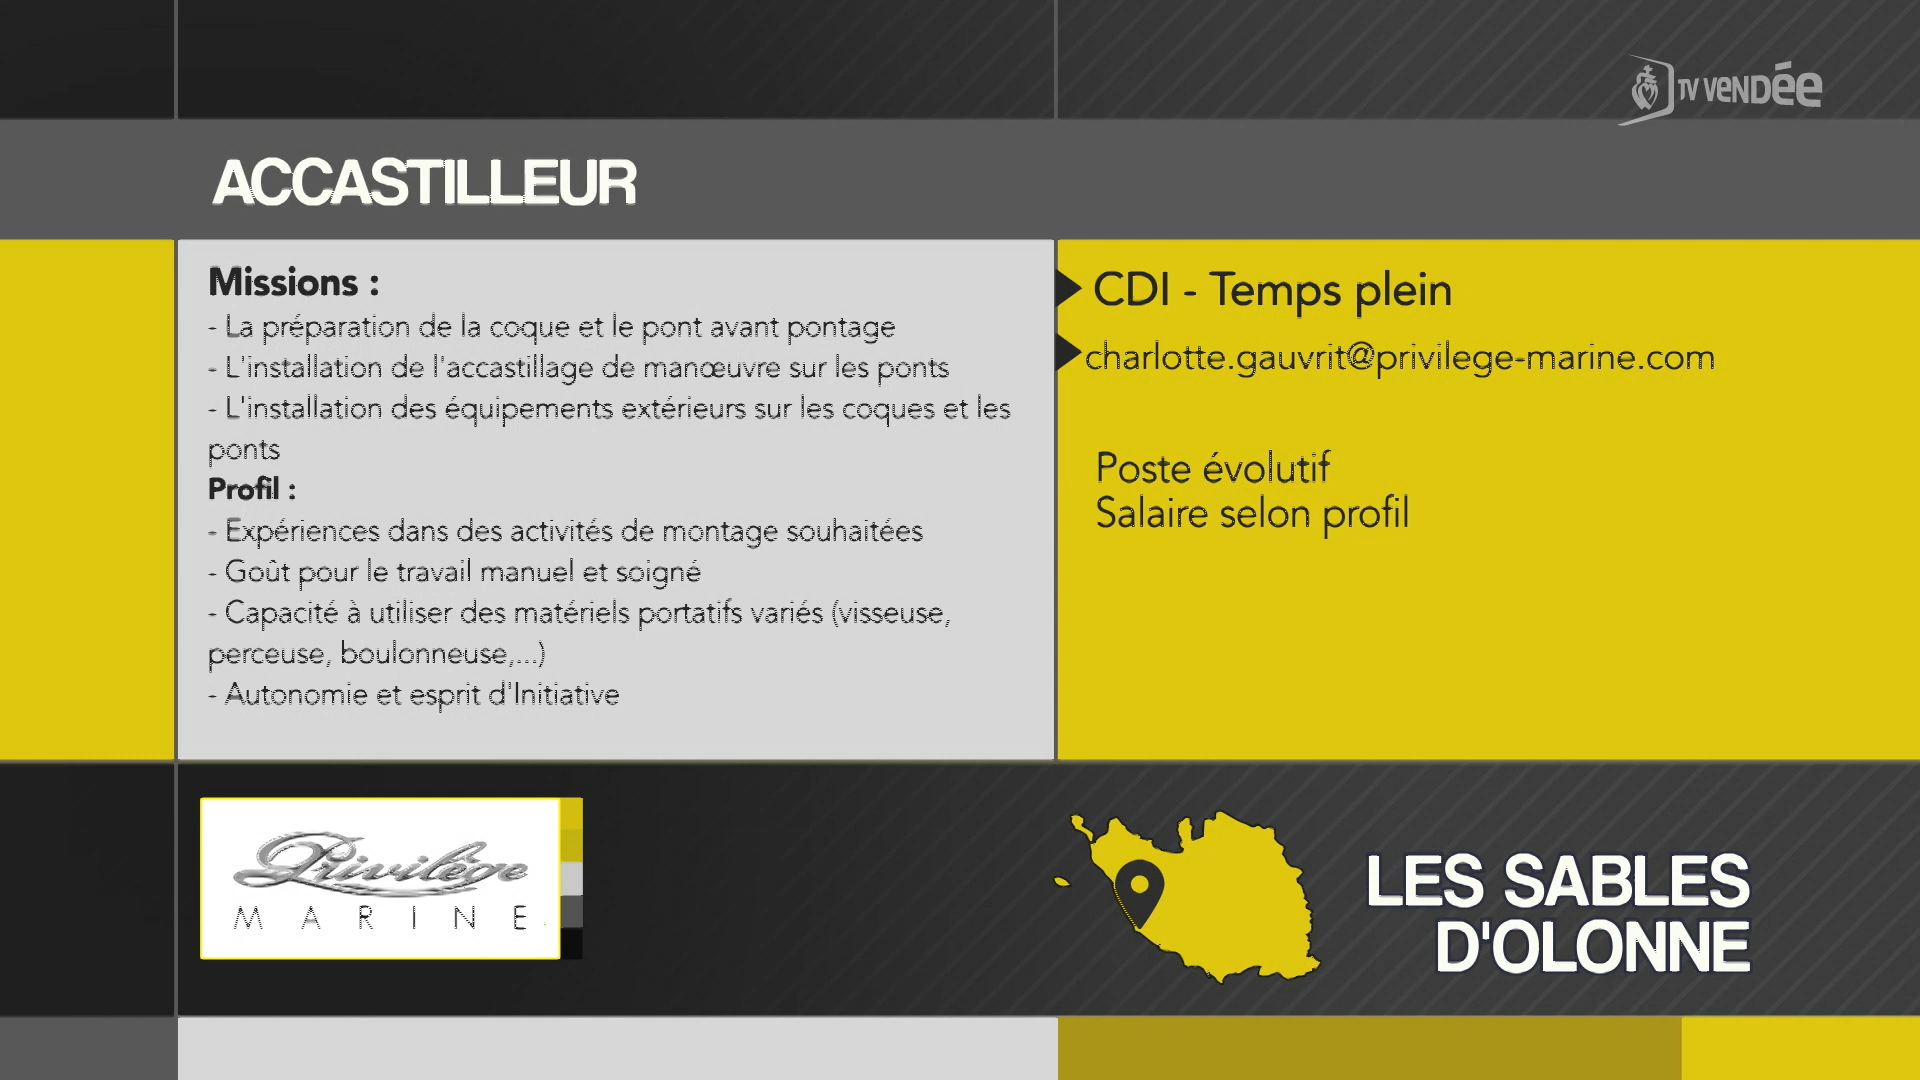 TV VENDÉE
ACCASTILLEUR
Missions :
- La préparation de la coque et le pont avant pontage
- L'installation de l'accastillage de manœuvre sur les ponts
- L'installation des équipements extérieurs sur les coques et les
ponts
Profil :
- Expériences dans des activités de montage souhaitées
- Goût pour le travail manuel et soigné
- Capacité à utiliser des matériels portatifs variés (visseuse,
perceuse, boulonneuse,...)
- Autonomie et esprit d'Initiative
CDI - Temps plein
charlotte.gauvrit@privilege-marine.com
Poste évolutif
Salaire selon profil
Privilège
MARINE
LES SABLES
D'OLONNE